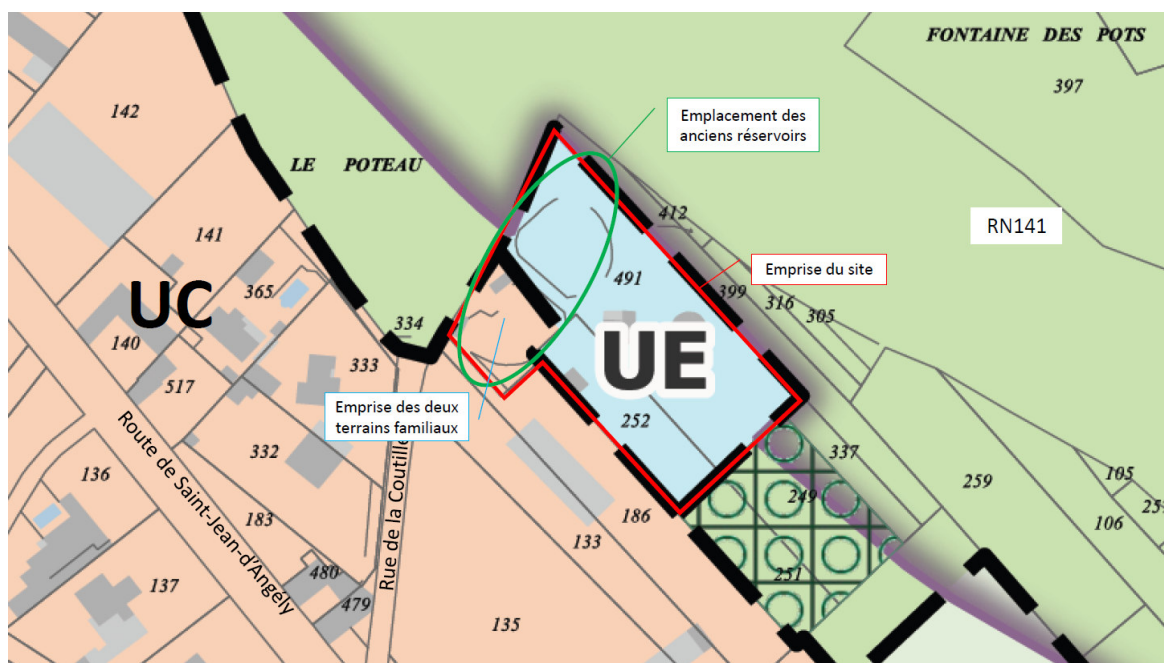 FONTAINE DES POTS
397
142
Emplacement des
anciens réservoirs
LE POTEAU
412
RN141
141
491
Emprise du site
365
399
316
305
UC
334
140
333
UE
517
Emprise des deux
terrains familiaux
252
332
337
136
249
259
105
183
186
106
Route de Saint-Jean-d'Angély
Rue de la Coutille
133
480
251
137
479
135